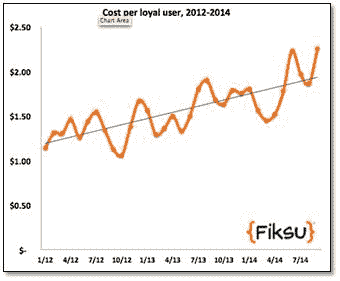 Cost per loyal user, 2012-2014
Chart Area
$2.50
$2.00
$1.50
$1.00
$0.50
$-
1/12 4/12 7/12 10/12 1/13 4/13 7/13 10/13 1/14 4/14 7/14
{Fiksu}